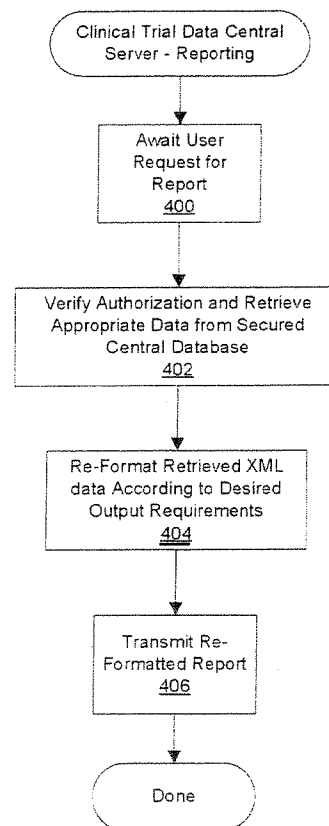 Clinical Trial Data Central
Server - Reporting
Await User
Request for
Report
400
Verify Authorization and Retrieve
Appropriate Data from Secured
Central Database
402
Re-Format Retrieved XML
data According to Desired
Output Requirements
404
Transmit Re-
Formatted Report
406
Done